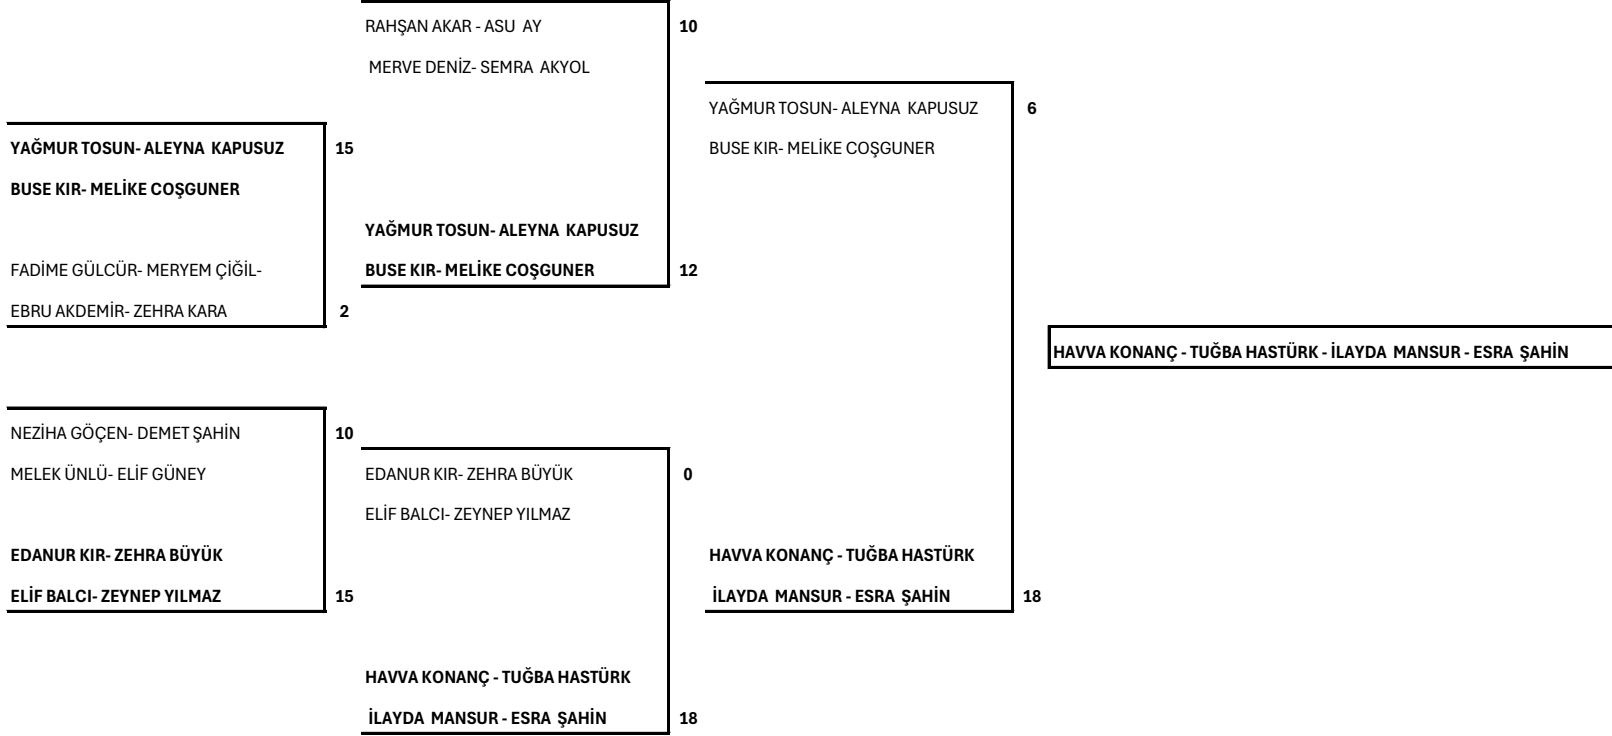 RAHŞAN AKAR - ASU  AY 10
MERVE DENİZ- SEMRA  AKYOL
YAĞMUR TOSUN- ALEYNA  KAPUSUZ 6
YAĞMUR TOSUN- ALEYNA  KAPUSUZ 15 BUSE KIR- MELİKE COŞGUNER
BUSE KIR- MELİKE COŞGUNER
YAĞMUR TOSUN- ALEYNA  KAPUSUZ
FADİME GÜLCÜR- MERYEM ÇİĞİL- BUSE KIR- MELİKE COŞGUNER 12
EBRU AKDEMİR- ZEHRA KARA 2
HAVVA KONANÇ - TUĞBA HASTÜRK - İLAYDA  MANSUR - ESRA  ŞAHİN
NEZİHA GÖÇEN- DEMET ŞAHİN 10
MELEK ÜNLÜ- ELİF GÜNEY EDANUR KIR- ZEHRA BÜYÜK 0
ELİF BALCI- ZEYNEP YILMAZ
EDANUR KIR- ZEHRA BÜYÜK HAVVA KONANÇ - TUĞBA HASTÜRK
ELİF BALCI- ZEYNEP YILMAZ 15 İLAYDA  MANSUR - ESRA  ŞAHİN 18
HAVVA KONANÇ - TUĞBA HASTÜRK
İLAYDA  MANSUR - ESRA  ŞAHİN 18